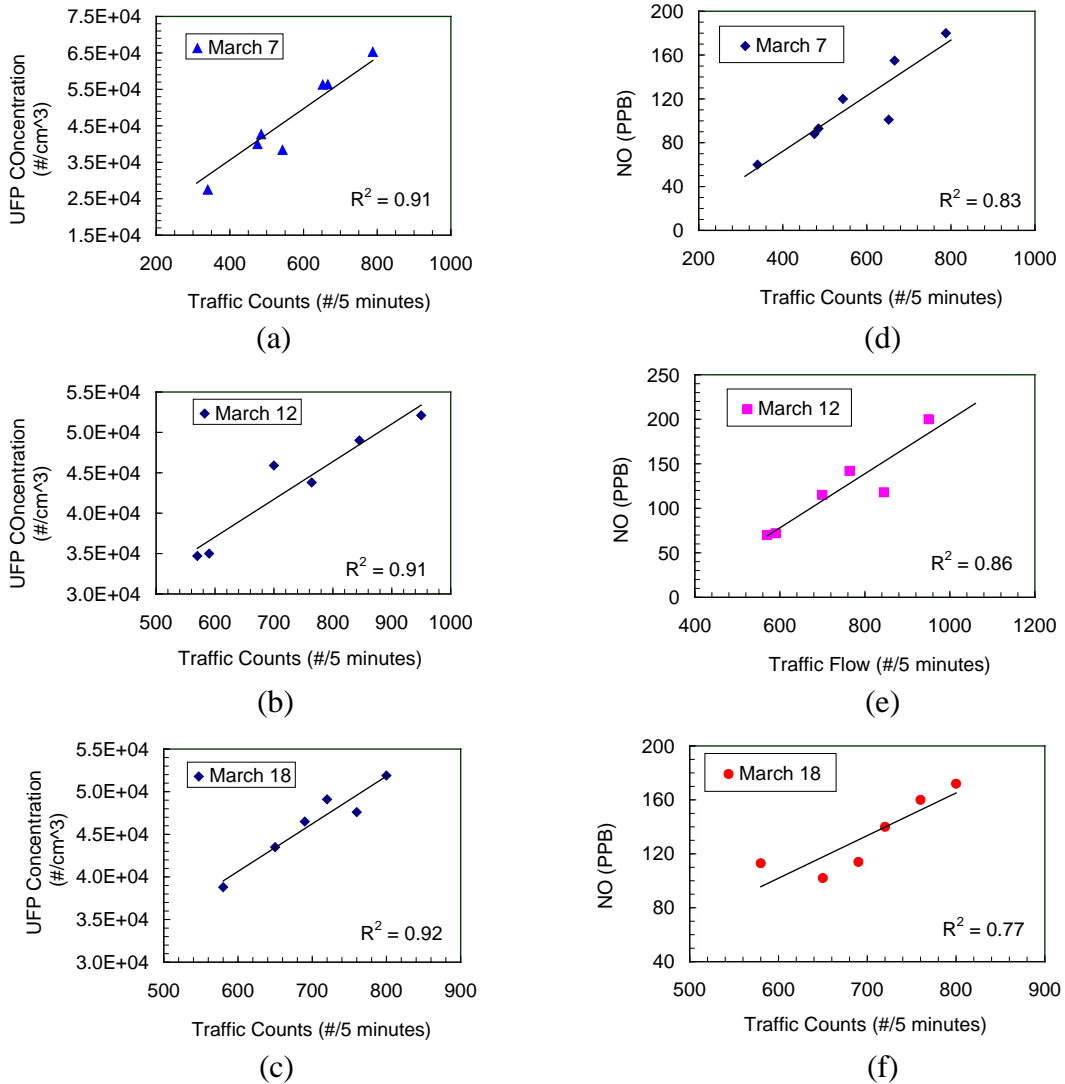 7.5E+04
6.5E+04
5.5E+04
4.5E+04
3.5E+04
2.5E+04
1.5E+04
UFP COncentration
(#/cm^3)
March 7
R² = 0.91
200 400 600 800 1000
Traffic Counts (#/5 minutes)
(a)
200
160
120
80
40
0
NO (PPB)
March 7
R² = 0.83
200 400 600 800 1000
Traffic Counts (#/5 minutes)
(d)
5.5E+04
5.0E+04
4.5E+04
4.0E+04
3.5E+04
3.0E+04
UFP COncentration
(#/cm^3)
March 12
R² = 0.91
500 600 700 800 900 1000
Traffic Counts (#/5 minutes)
(b)
250
200
150
100
50
0
NO (PPB)
March 12
R² = 0.86
400 600 800 1000 1200
Traffic Flow (#/5 minutes)
(e)
5.5E+04
5.0E+04
4.5E+04
4.0E+04
3.5E+04
3.0E+04
UFP Concentration
(#/cm^3)
March 18
R² = 0.92
500 600 700 800 900
Traffic Counts (#/5 minutes)
(c)
200
160
120
80
40
NO (PPB)
March 18
R² = 0.77
500 600 700 800 900
Traffic Counts (#/5 minutes)
(f)